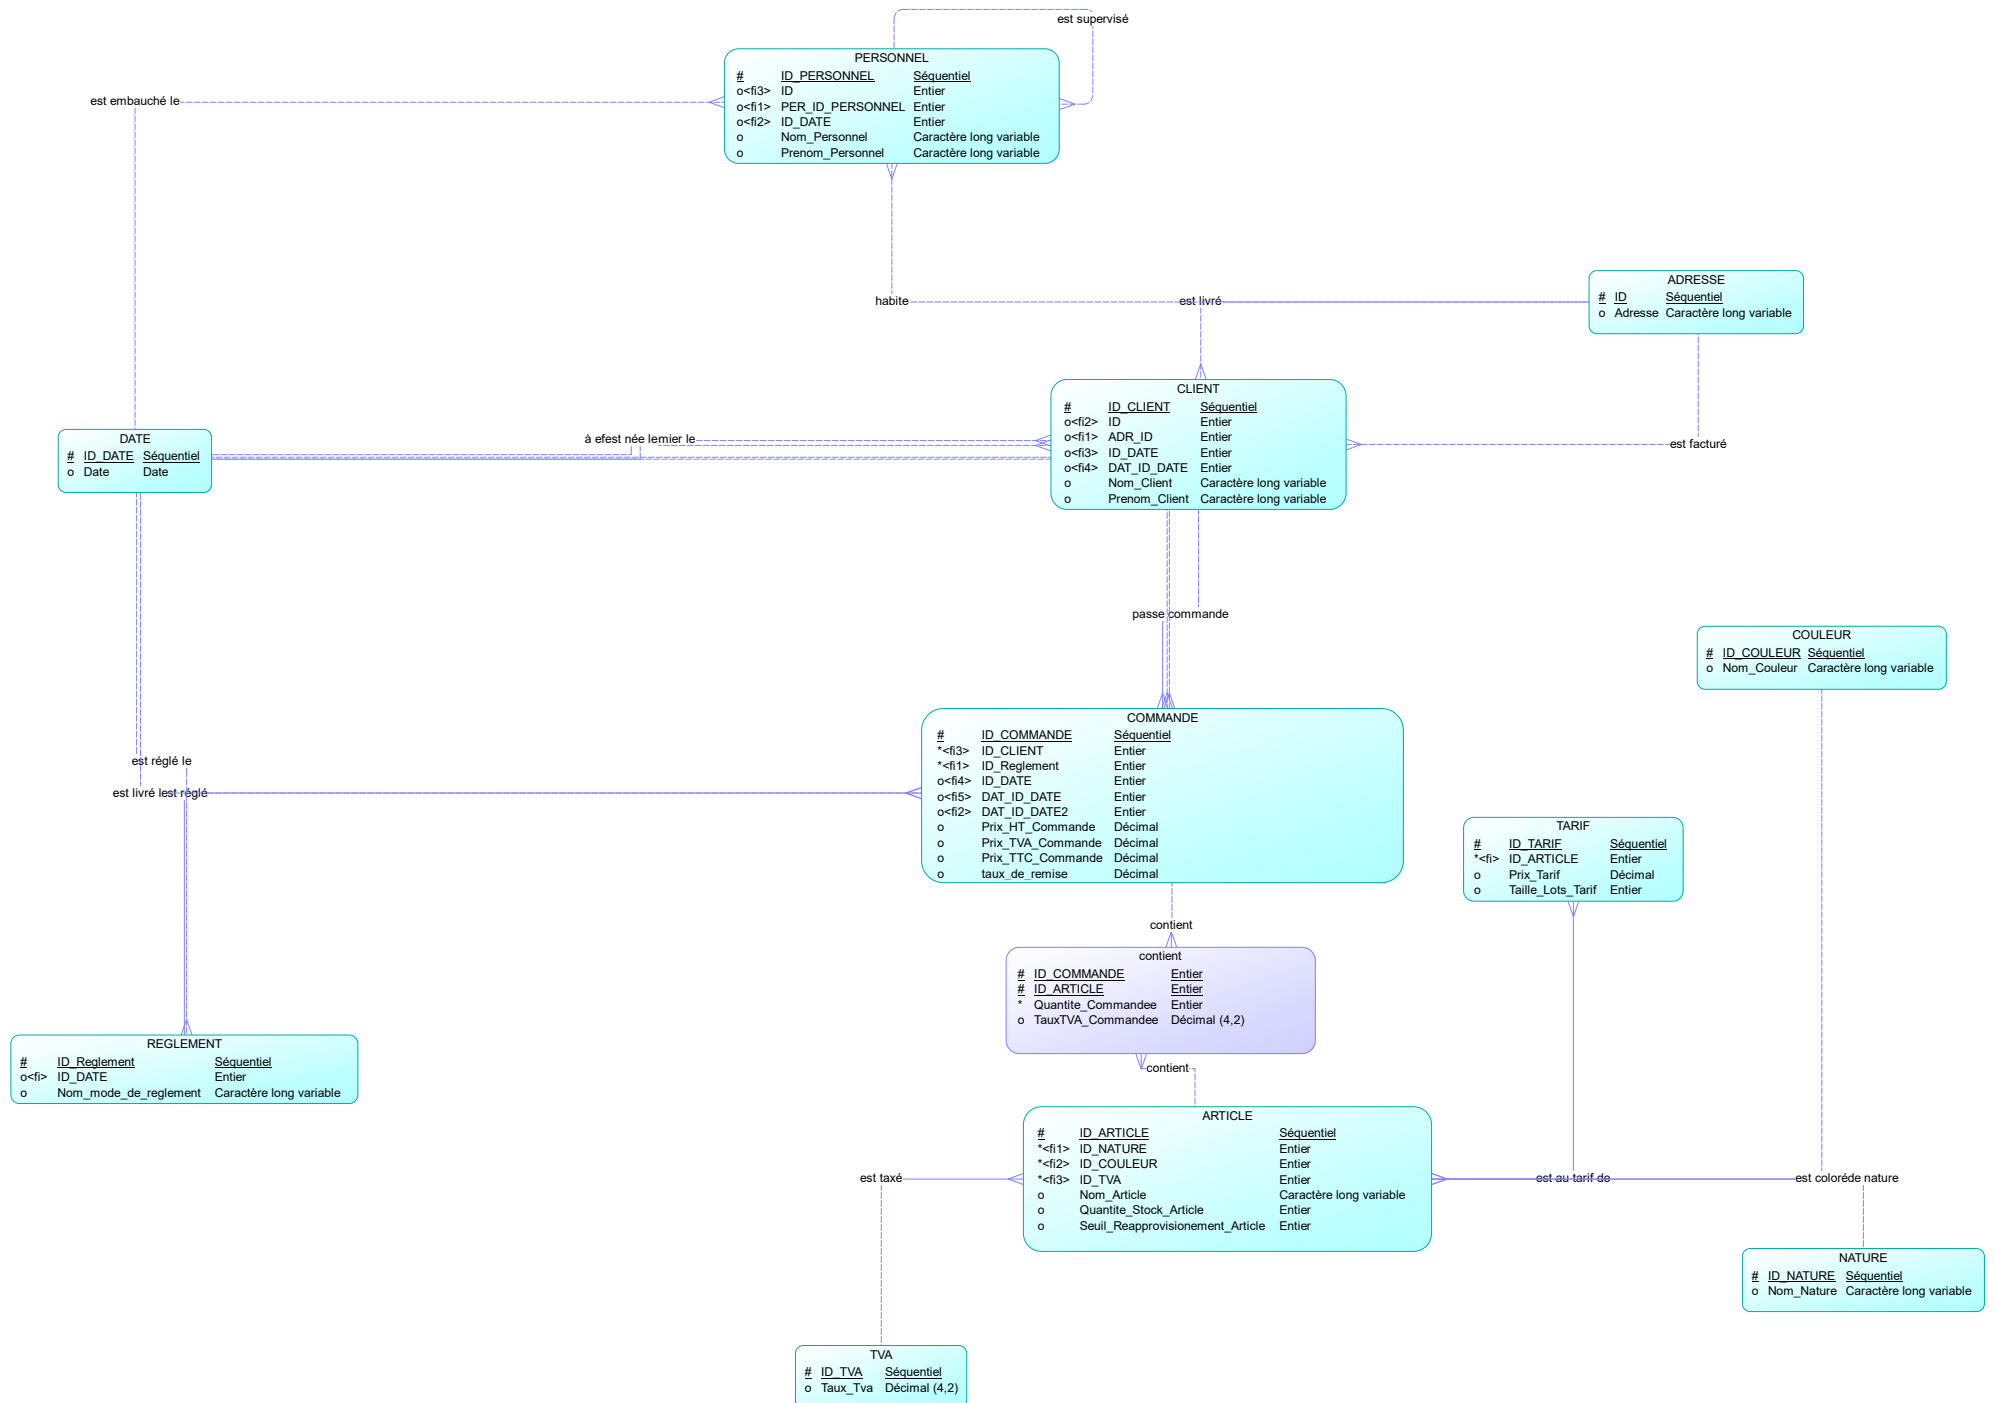 est supervisé
PERSONNEL
# ID_PERSONNEL Séquentiel
o<fi3> ID Entier
o<fi1> PER_ID_PERSONNEL Entier
o<fi2> ID_DATE Entier
o Nom_Personnel Caractère long variable
o Prenom_Personnel Caractère long variable
est embauché le
habite
est livré
ADRESSE
# ID Séquentiel
o Adresse Caractère long variable
CLIENT
# ID_CLIENT Séquentiel
o<fi2> ID Entier
o<fi1> ADR_ID Entier
o<fi3> ID_DATE Entier
o<fi4> DAT_ID_DATE Entier
o Nom_Client Caractère long variable
o Prenom_Client Caractère long variable
est facturé
DATE
# ID_DATE Séquentiel
o Date Date
à efest née lemier le
passe commande
COULEUR
# ID_COULEUR Séquentiel
o Nom_Couleur Caractère long variable
COMMANDE
# ID_COMMANDE Séquentiel
*<fi3> ID_CLIENT Entier
*<fi1> ID_Reglement Entier
o<fi4> ID_DATE Entier
o<fi5> DAT_ID_DATE Entier
o<fi2> DAT_ID_DATE2 Entier
o Prix_HT_Commande Décimal
o Prix_TVA_Commande Décimal
o Prix_TTC_Commande Décimal
o taux_de_remise Décimal
est réglé le
est livré lest réglé
TARIF
# ID_TARIF Séquentiel
*<fi> ID_ARTICLE Entier
o Prix_Tarif Décimal
o Taille_Lots_Tarif Entier
contient
contient
# ID_COMMANDE Entier
# ID_ARTICLE Entier
* Quantite_Commandee Entier
o TauxTVA_Commandee Décimal (4,2)
contient
REGLEMENT
# ID_Reglement Séquentiel
o<fi> ID_DATE Entier
o Nom_mode_de_reglement Caractère long variable
ARTICLE
# ID_ARTICLE Séquentiel
*<fi1> ID_NATURE Entier
*<fi2> ID_COULEUR Entier
*<fi3> ID_TVA Entier
o Nom_Article Caractère long variable
o Quantite_Stock_Article Entier
o Seuil_Reapprovisionement_Article Entier
est taxé
est au tarif de
est coloréde nature
NATURE
# ID_NATURE Séquentiel
o Nom_Nature Caractère long variable
TVA
# ID_TVA Séquentiel
o Taux_Tva Décimal (4,2)